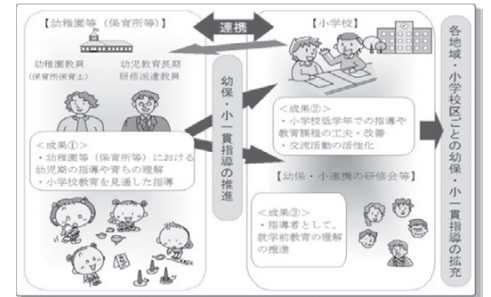 【幼稚園等（保育所等）】
連携
【小学校】
幼稚園教員
（保育所保育士）
幼児教育長期
研修派遣教員
幼保・小一貫指導の推進
＜成果①＞
・幼稚園等（保育所等）における
幼児期の指導や育ちの理解
・小学校教育を見通した指導
＜成果②＞
・小学校低学年での指導や
教育課程の工夫・改善
・交流活動の活性化
【幼保・小連携の研修会等】
＜成果③＞
・指導者として、
就学前教育の理解
の推進
各地域・小学校区ごとの幼保・小一貫指導の拡充